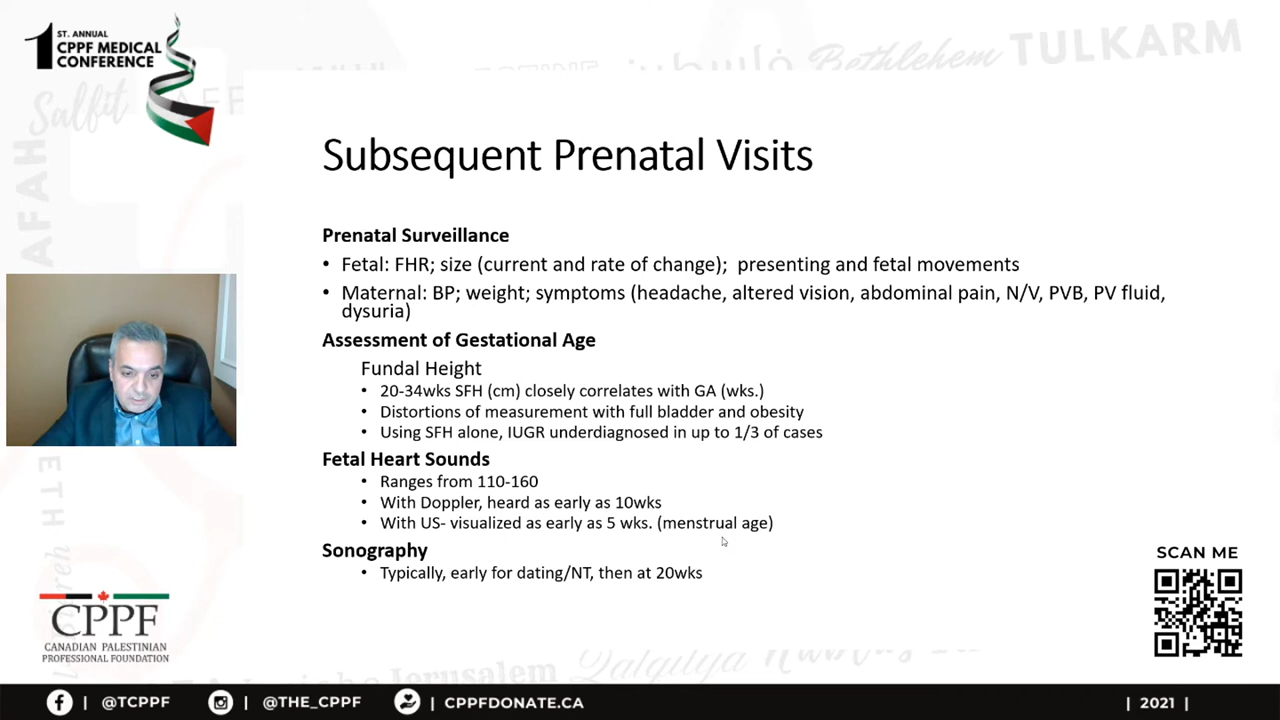 1 ST. ANNUAL
CPPF MEDICAL
CONFERENCE
Salfit
Bethlehem
TULKARM
Subsequent Prenatal Visits
Prenatal Surveillance
• Fetal: FHR; size (current and rate of change); presenting and fetal movements
• Maternal: BP; weight; symptoms (headache, altered vision, abdominal pain, N/V, PVB, PV fluid,
dysuria)
Assessment of Gestational Age
Fundal Height
• 20-34wks SFH (cm) closely correlates with GA (wks.)
• Distortions of measurement with full bladder and obesity
• Using SFH alone, IUGR underdiagnosed in up to 1/3 of cases
Fetal Heart Sounds
• Ranges from 110-160
• With Doppler, heard as early as 10wks
• With US- visualized as early as 5 wks. (menstrual age)
Sonography
• Typically, early for dating/NT, then at 20wks
SCAN ME
CPPF
CANADIAN PALESTINIAN
PROFESSIONAL FOUNDATION
Jerusalem
Qalqilya
| @TCPPF
| @THE_CPPF
| CPPFDONATE.CA
| 2021 |